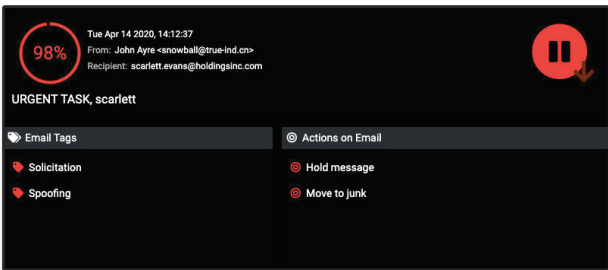 98%
Tue Apr 14 2020, 14:12:37
From: John Ayre <snowball@true-ind.cn>
Recipient: scarlett.evans@holdingsinc.com
URGENT TASK, scarlett
Email Tags
Solicitation
Spoofing
Actions on Email
Hold message
Move to junk